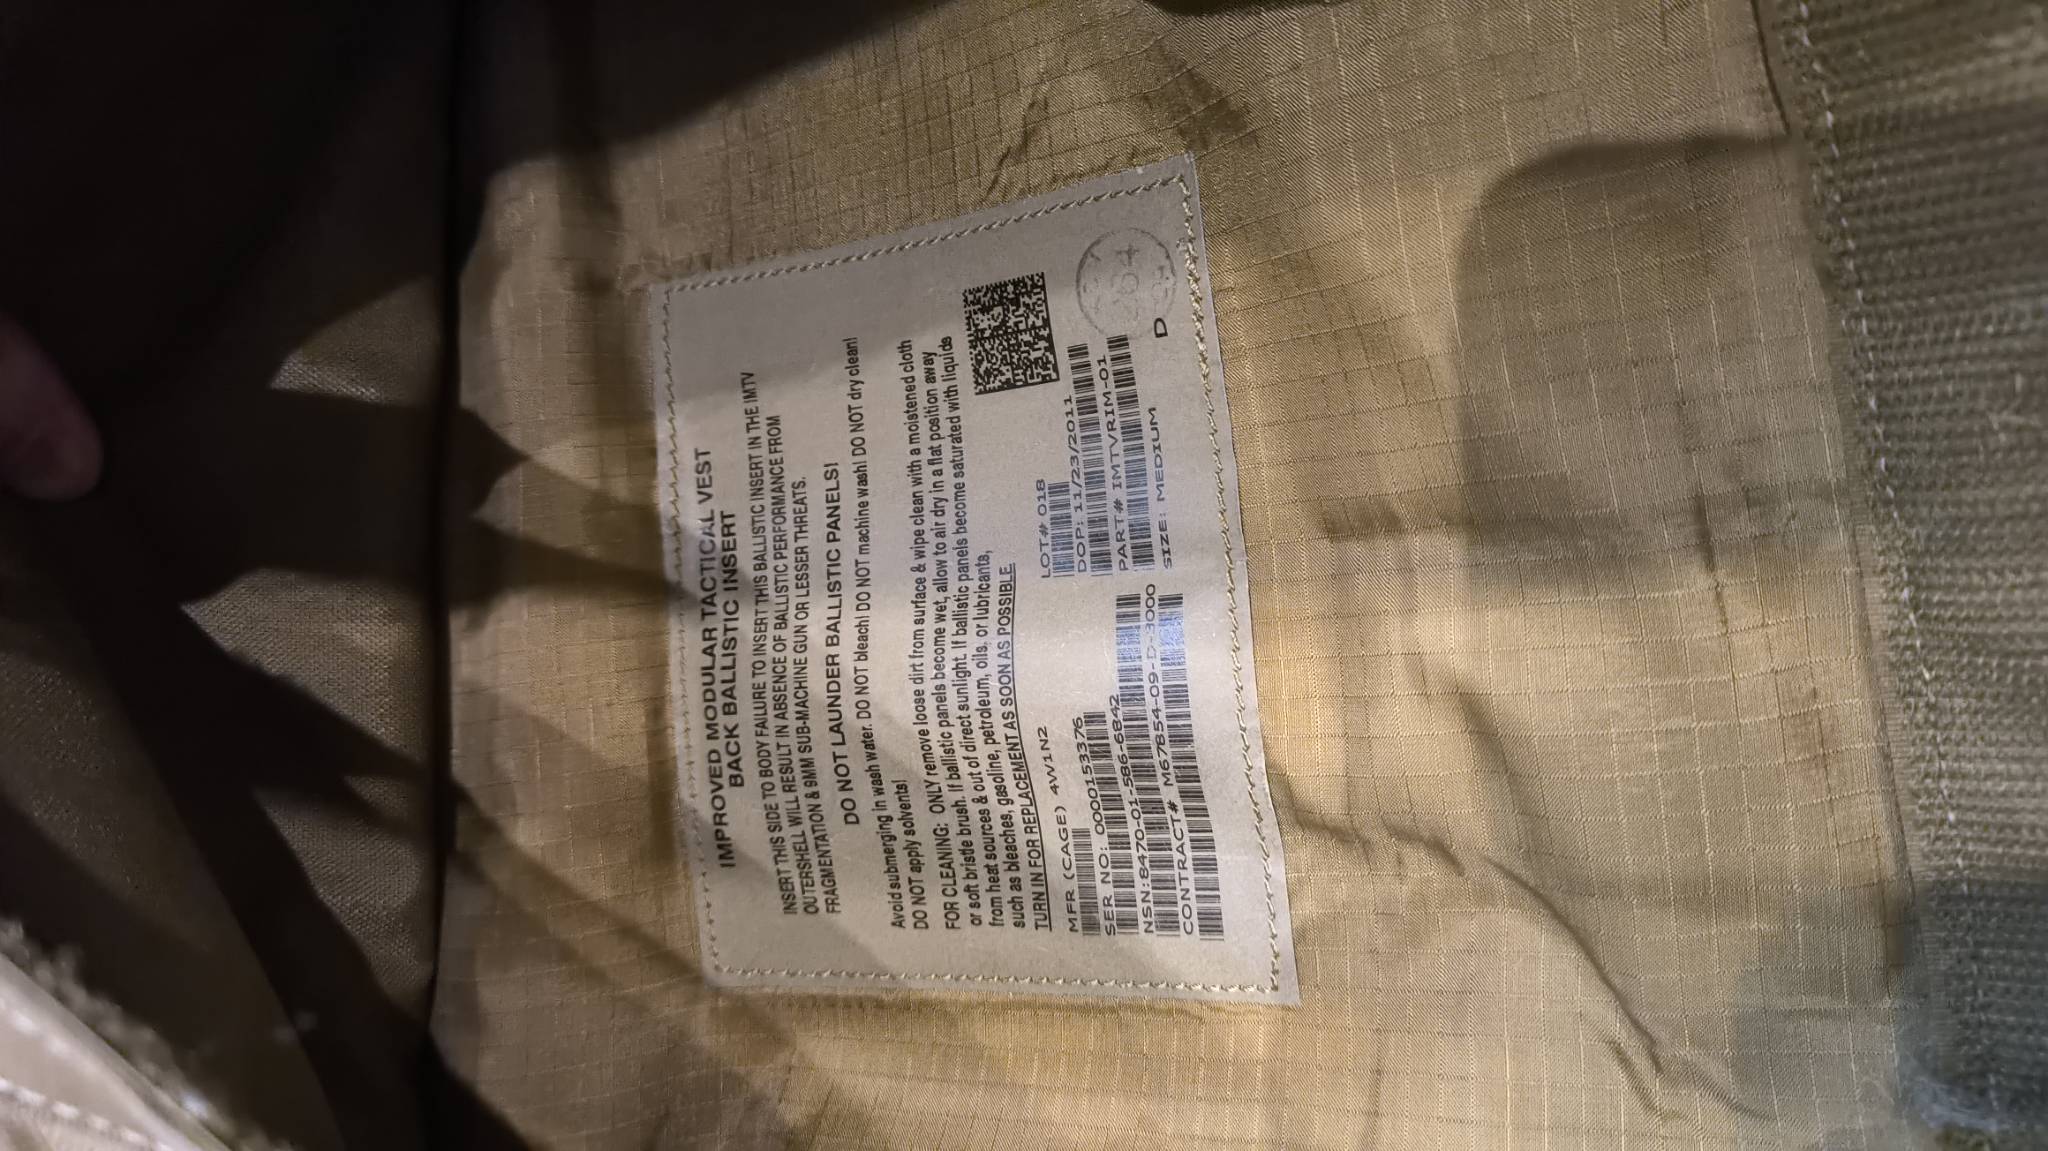 IMPROVED MODULAR TACTICAL VEST
BACK BALLISTIC INSERT
INSERT THIS SIDE TO BODY FAILURE TO INSERT THIS BALLISTIC INSERT IN THE IMTV
OUTERSHELL WILL RESULT IN ABSENCE OF BALLISTIC PERFORMANCE FROM
FRAGMENTATION & 9MM SUB-MACHINE GUN OR LESSER THREATS.
DO NOT LAUNDER BALLISTIC PANELS!
Avoid submerging in wash water. DO NOT bleach! DO NOT machine wash! DO NOT dry clean!
DO NOT apply solvents!
FOR CLEANING: ONLY remove loose dirt from surface & wipe clean with a moistened cloth
or soft bristle brush. If ballistic panels become wet, allow to air dry in a flat position away
from heat sources & out of direct sunlight. If ballistic panels become saturated with liquids
such as bleaches, gasoline, petroleum, oils, or lubricants,
TURN IN FOR REPLACEMENT AS SOON AS POSSIBLE
MFR (CAGE) 4W1N2
SER NO: 0000153376
NSN:8470-01-586-6842
CONTRACT# M67854-09-D-3000
LOT# 018
DOP: 11/23/2011
PART# IMTVRIM-01
SIZE: MEDIUM
D